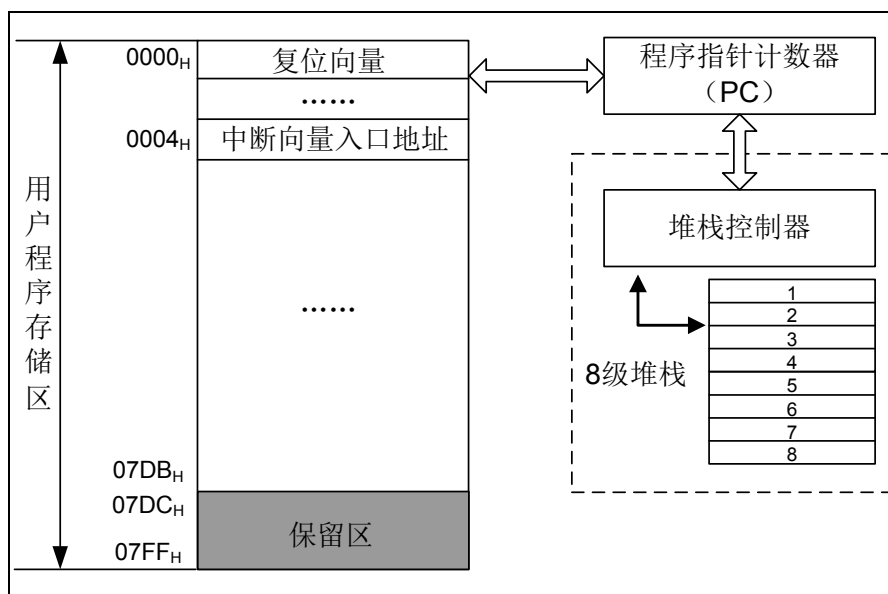 0000H
复位向量
……
0004H
中断向量入口地址
……
用户程序存储区
07DBH
07DCH
保留区
07FFH
程序指针计数器
（PC）
堆栈控制器
8级堆栈
1
2
3
4
5
6
7
8